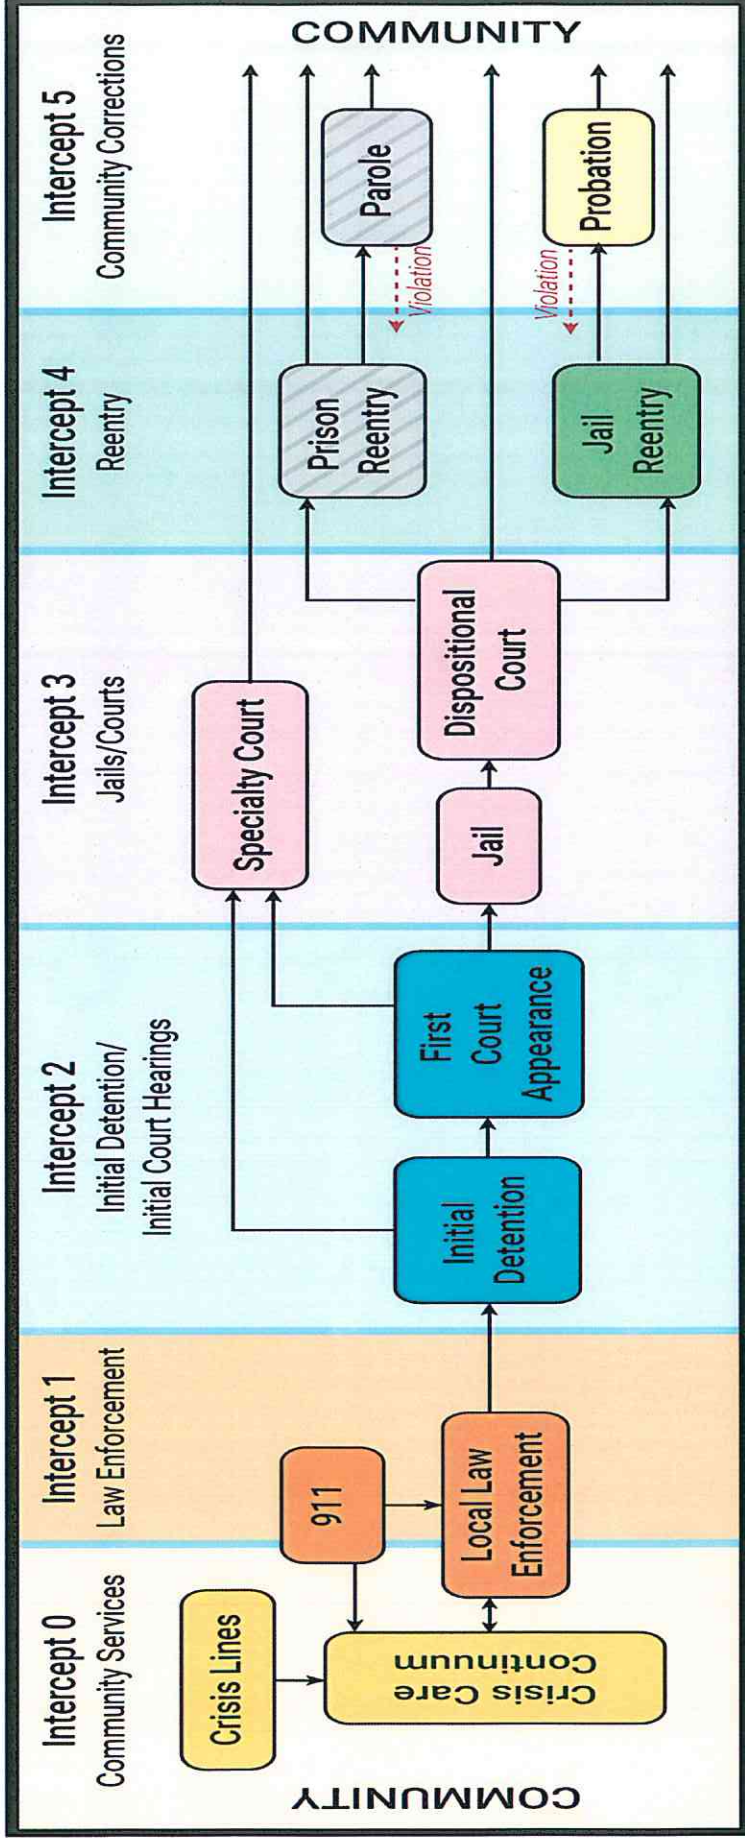 COMMUNITY
Intercept 0
Community Services
Crisis Lines
Crisis Care
Continuum
Intercept 1
Law Enforcement
911
Local Law
Enforcement
Intercept 2
Initial Detention/
Initial Court Hearings
Initial
Detention
First
Court
Appearance
Intercept 3
Jails/Courts
Specialty Court
Jail
Dispositional
Court
Intercept 4
Reentry
Prison
Reentry
Jail
Reentry
Intercept 5
Community Corrections
Parole
Violation
Violation
Probation
COMMUNITY